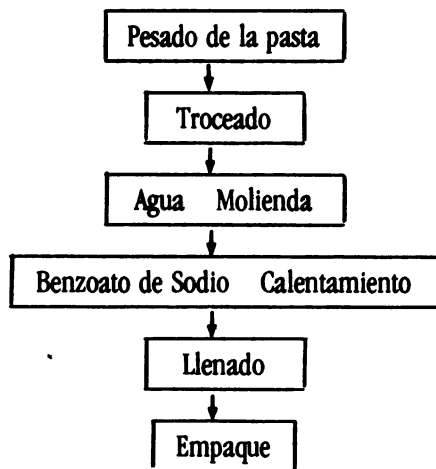 Pesado de la pasta
Troceado
Agua Molienda
Benzoato de Sodio Calentamiento
Llenado
Empaque